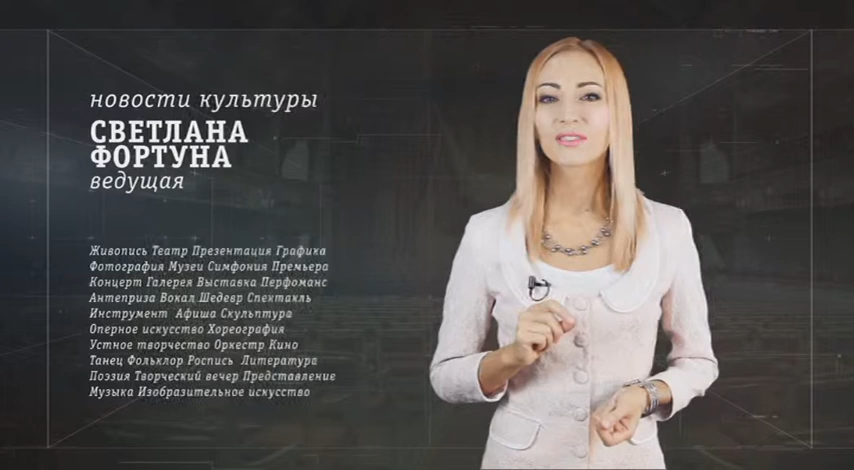 новости культуры
СВЕТЛАНА
ФОРТУНА
ведущая
Живопись Театр Презентация Графика
Фотография Музеи Симфония Премьера
Концерт Галерея Выставка Перфоманс
Антеприза Вокал Шедевр Спектакль
Инструмент Афиша Скульптура
Оперное искусство Хореография
Устное творчество Оркестр Кино
Танец Фольклор Роспись Литература
Поэзия Творческий вечер Представление
Музыка Изобразительное искусство